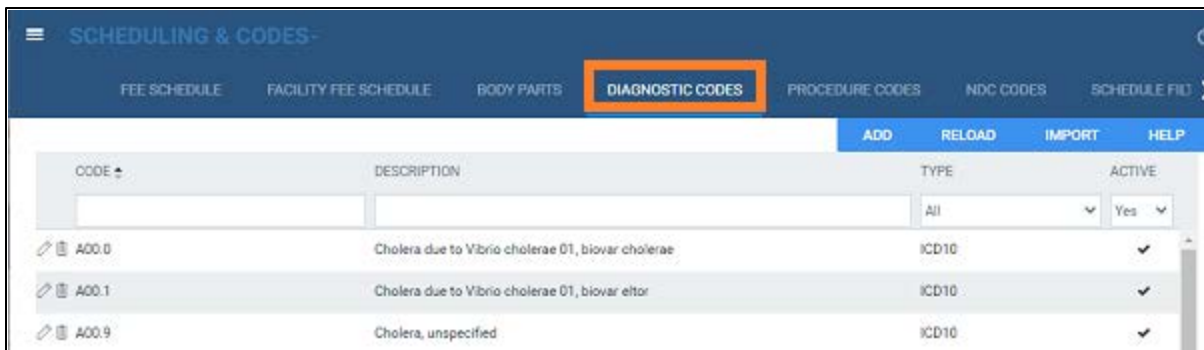 SCHEDULING & CODES-
FEE SCHEDULE FACILITY FEE SCHEDULE BODY PARTS DIAGNOSTIC CODES PROCEDURE CODES NDC CODES SCHEDULE FILT
ADD RELOAD IMPORT HELP
CODE DESCRIPTION TYPE ACTIVE
All Yes
A00.0 Cholera due to Vibrio cholerae 01, biovar cholerae ICD10
A00.1 Cholera due to Vibrio cholerae 01, biovar eltor ICD10
A00.9 Cholera, unspecified ICD10